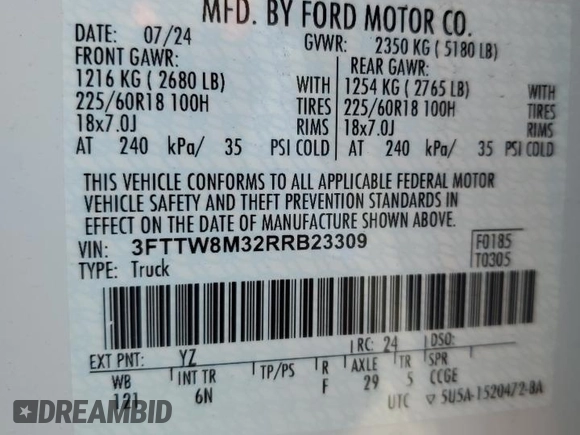 MFD. BY FORD MOTOR CO.
DATE: 07/24 GVWR: 2350 KG ( 5180 LB)
FRONT GAWR: REAR GAWR:
1216 KG ( 2680 LB) WITH 1254 KG ( 2765 LB) WITH
225/60R18 100H TIRES 225/60R18 100H TIRES
18x7.0J RIMS 18x7.0J RIMS
AT 240 kPa/ 35 PSI COLD AT 240 kPa/ 35 PSI COLD
THIS VEHICLE CONFORMS TO ALL APPLICABLE FEDERAL MOTOR
VEHICLE SAFETY AND THEFT PREVENTION STANDARDS IN
EFFECT ON THE DATE OF MANUFACTURE SHOWN ABOVE.
VIN: 3FTTW8M32RRB23309 F0185
TYPE: Truck T0305
EXT PNT: YZ RC: 24 DSO:
WB INT TR TP/PS R AXLE TR SPR
121 6N F 29 5 CCGE
UTC ▽ 5U5A-1520472-BA
DREAMBID